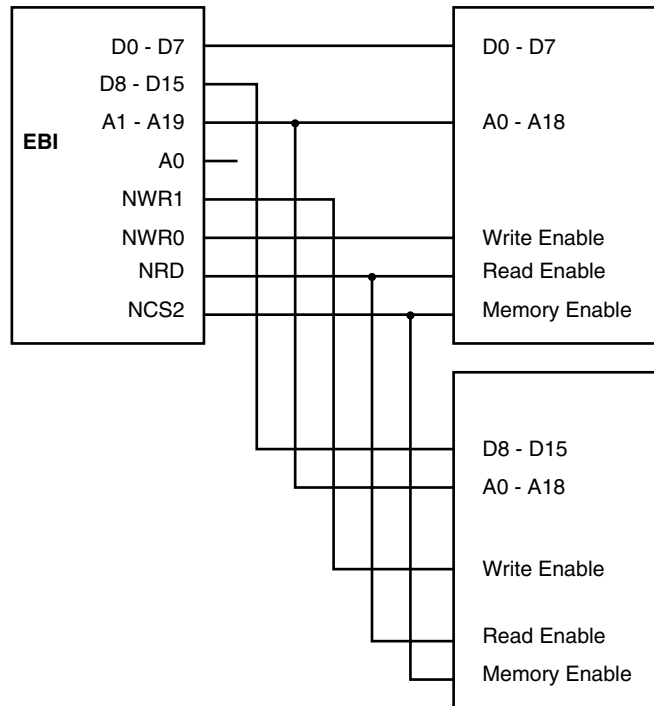 EBI
D0 - D7
D8 - D15
A1 - A19
A0
NWR1
NWR0
NRD
NCS2
D0 - D7
A0 - A18
Write Enable
Read Enable
Memory Enable
D8 - D15
A0 - A18
Write Enable
Read Enable
Memory Enable